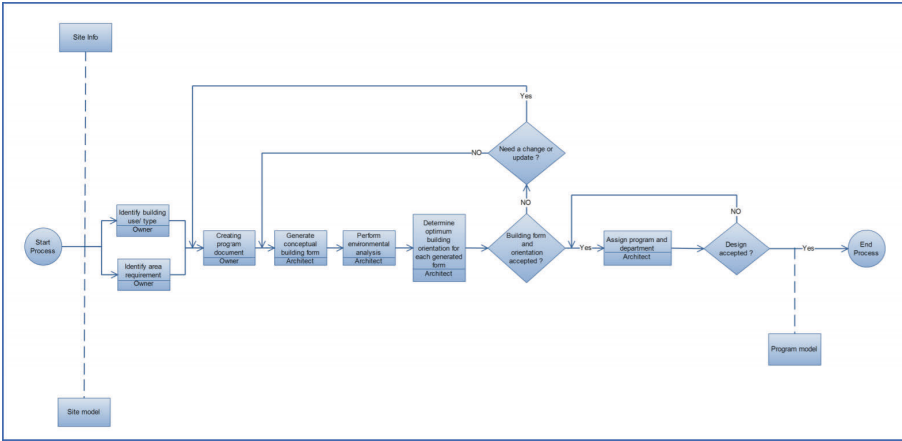 Site Info
Yes
Need a change or
update ?
NO
NO
NO
Identify building
use/ type
Owner
Start
Process
Identify area
requirement
Owner
Creating
program
document
Owner
Generate
conceptual
building form
Architect
Perform
environmental
analysis
Architect
Determine
optimum
building
orientation for
each generated
form
Architect
Building form
and
orientation
accepted ?
Yes
Assign program and
department
Architect
Design
accepted ?
Yes
End
Process
Program model
Site model